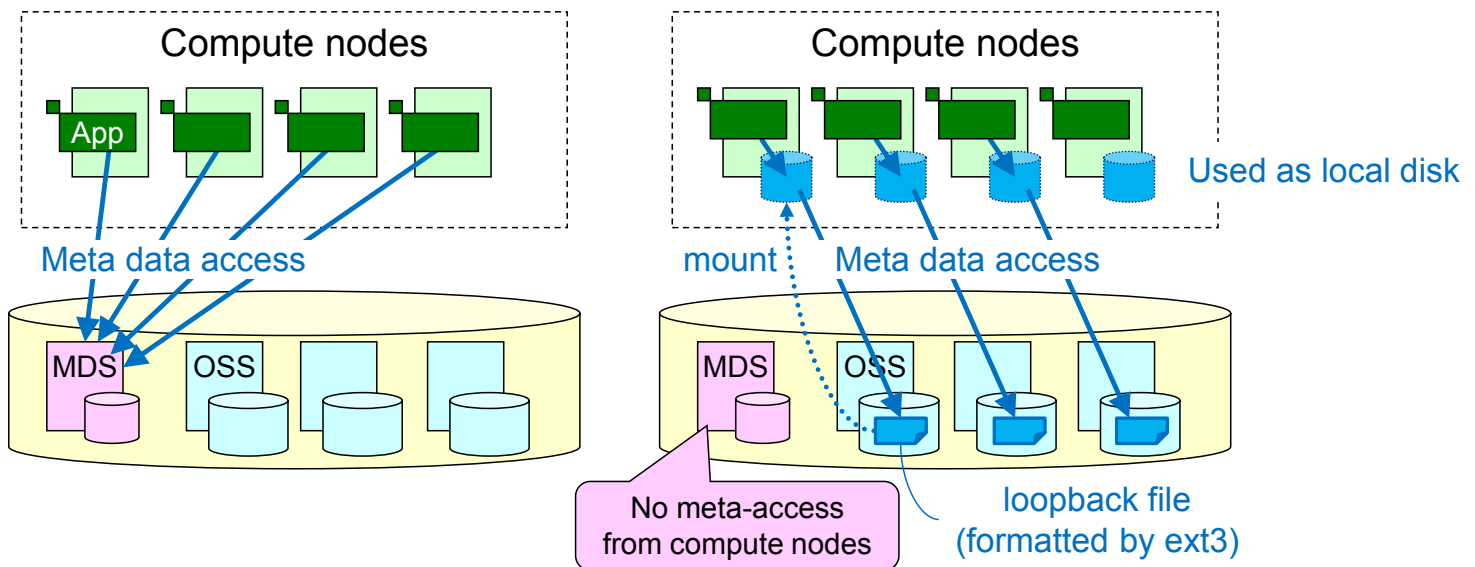 Compute nodes
App
Meta data access
MDS
OSS
Compute nodes
Used as local disk
mount
Meta data access
MDS
OSS
No meta-access
from compute nodes
loopback file
(formatted by ext3)